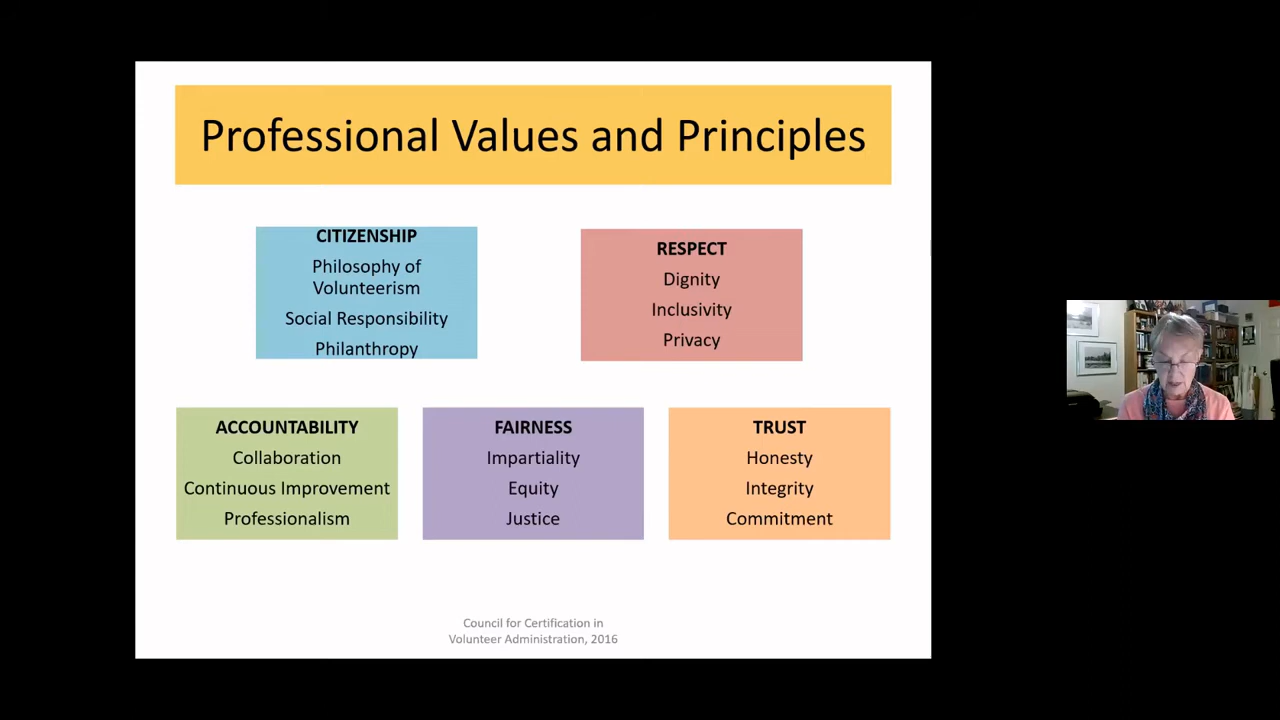 Professional Values and Principles
CITIZENSHIP
Philosophy of
Volunteerism
Social Responsibility
Philanthropy
RESPECT
Dignity
Inclusivity
Privacy
ACCOUNTABILITY
Collaboration
Continuous Improvement
Professionalism
FAIRNESS
Impartiality
Equity
Justice
TRUST
Honesty
Integrity
Commitment
Council for Certification in
Volunteer Administration, 2016